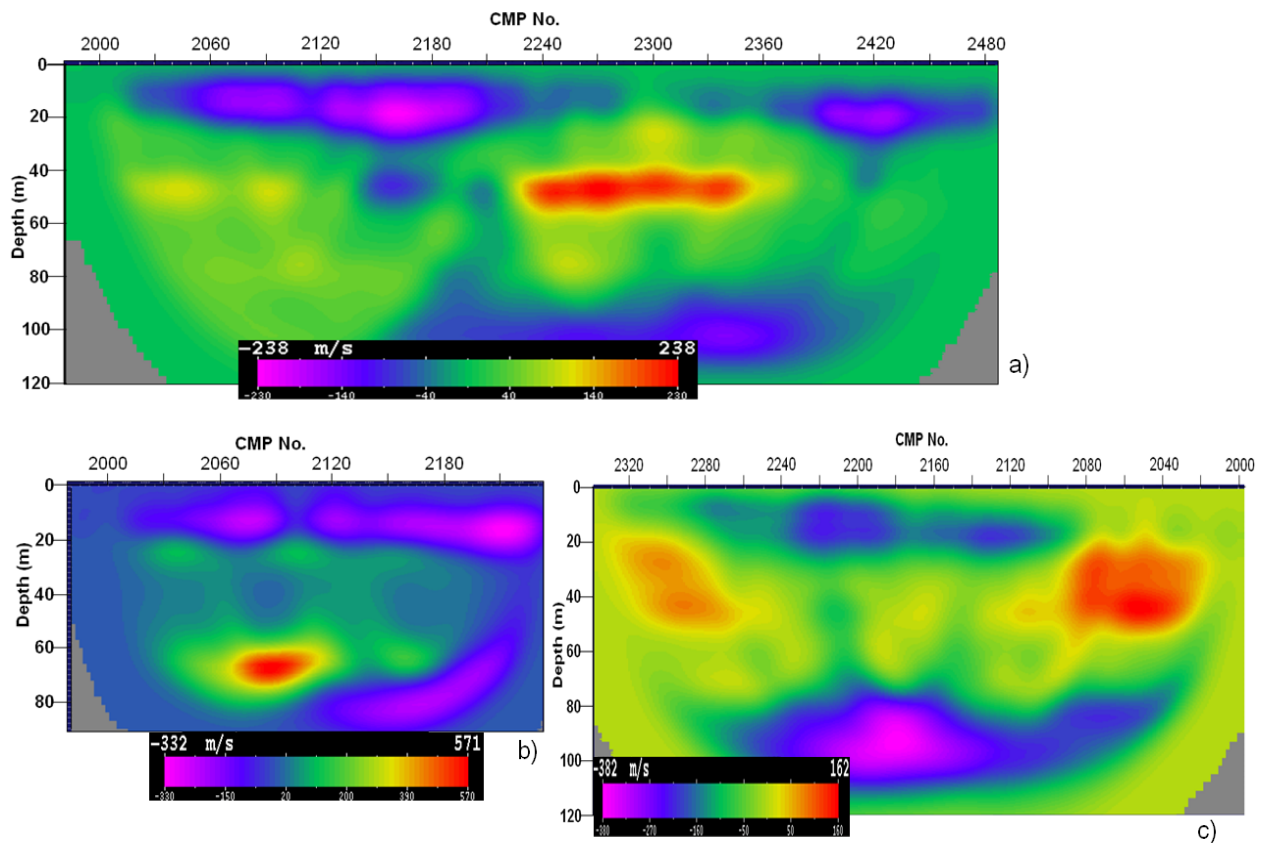 CMP No.
2000 2060 2120 2180 2240 2300 2360 2420 2480
0
20
40
60
80
100
120
Depth (m)
−238 m/s 238
-230 -140 -40 40 140 230
a)
CMP No.
2000 2060 2120 2180
0
20
40
60
80
Depth (m)
−332 m/s 571
-330 -150 20 200 390 570
b)
CMP No.
2320 2280 2240 2200 2160 2120 2080 2040 2000
0
20
40
60
80
100
120
Depth (m)
−382 m/s 162
-380 -270 -160 -50 50 160
c)